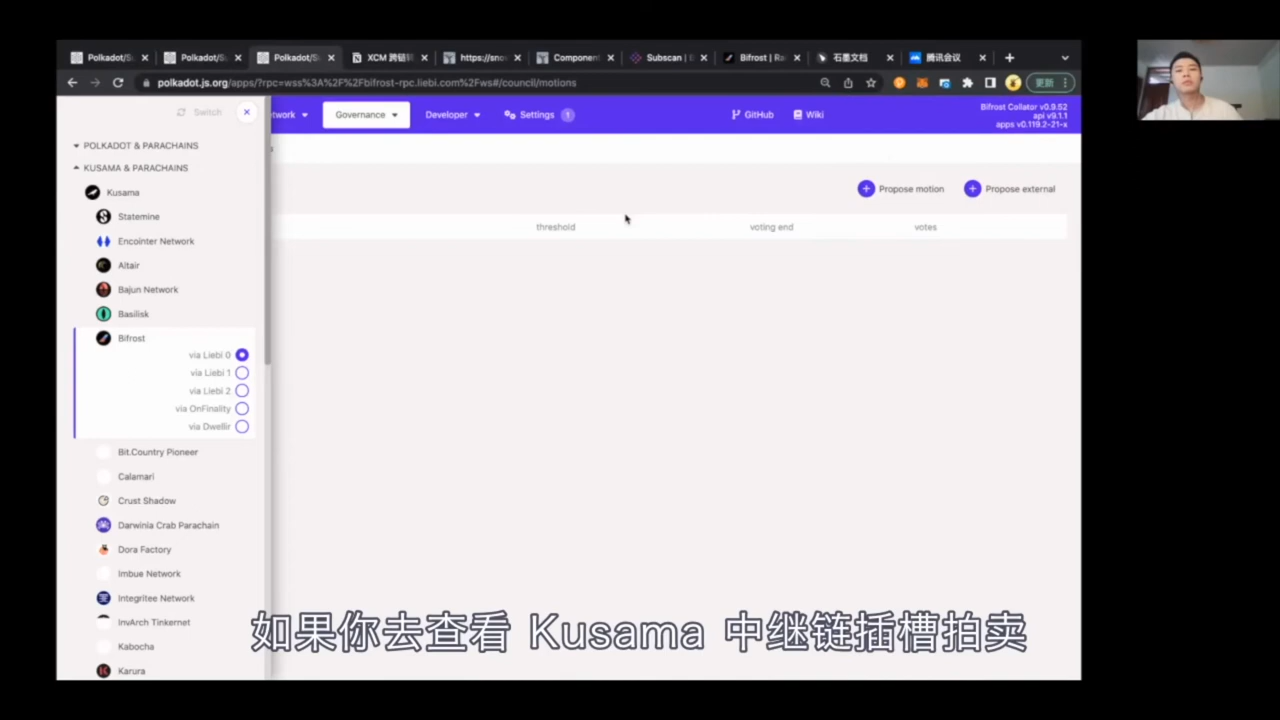 Polkadot/S
Polkadot/S
Polkadot/S
XCM 跨链
https://snov
Component
Subscan |
Bifrost | Ra
石墨文档
腾讯会议
polkadot.js.org/apps/?rpc=wss%3A%2F%2Fbifrost-rpc.liebi.com%2Fws#/council/motions
更新
Switch
twork
Governance
Developer
Settings
1
GitHub
Wiki
Bifrost Collator v0.9.52
api v9.1.1
apps v0.119.2-21-x
POLKADOT & PARACHAINS
KUSAMA & PARACHAINS
Propose motion
Propose external
Kusama
threshold
voting end
votes
Statemine
Encointer Network
Altair
Bajun Network
Basilisk
Bifrost
via Liebi 0
via Liebi 1
via Liebi 2
via OnFinality
via Dwellir
Bit.Country Pioneer
Calamari
Crust Shadow
Darwinia Crab Parachain
Dora Factory
Imbue Network
Integritee Network
InvArch Tinkernet
Kabocha
Karura
如果你去查看 Kusama 中继链插槽拍卖